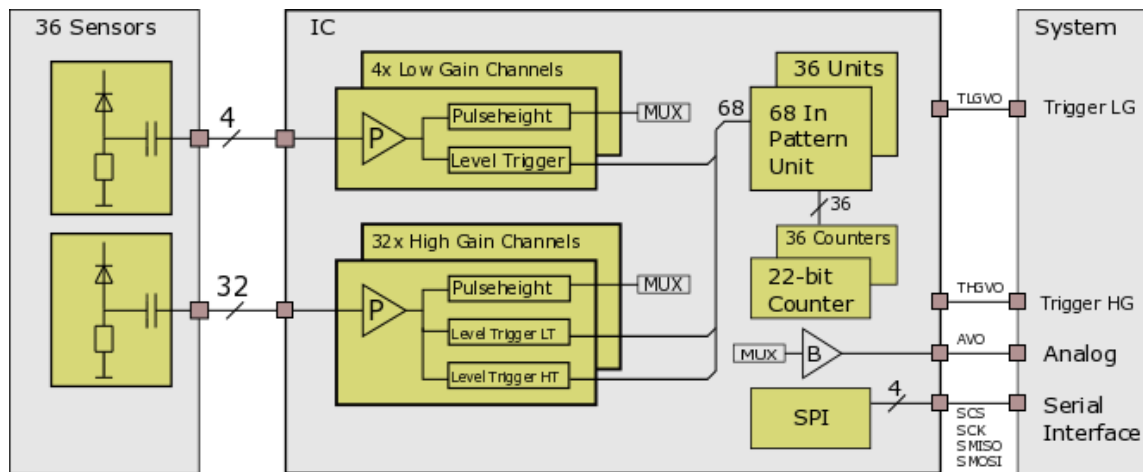 36 Sensors
4
32
IC
4x Low Gain Channels
P
Pulseheight
Level Trigger
MUX
32x High Gain Channels
P
Pulseheight
Level Trigger LT
Level Trigger HT
MUX
68
36 Units
68 In
Pattern
Unit
36
36 Counters
22-bit
Counter
MUX
B
SPI
4
TLGVO
THGVO
AVO
SCS
SCK
SMISO
SMOSI
System
Trigger LG
Trigger HG
Analog
Serial
Interface